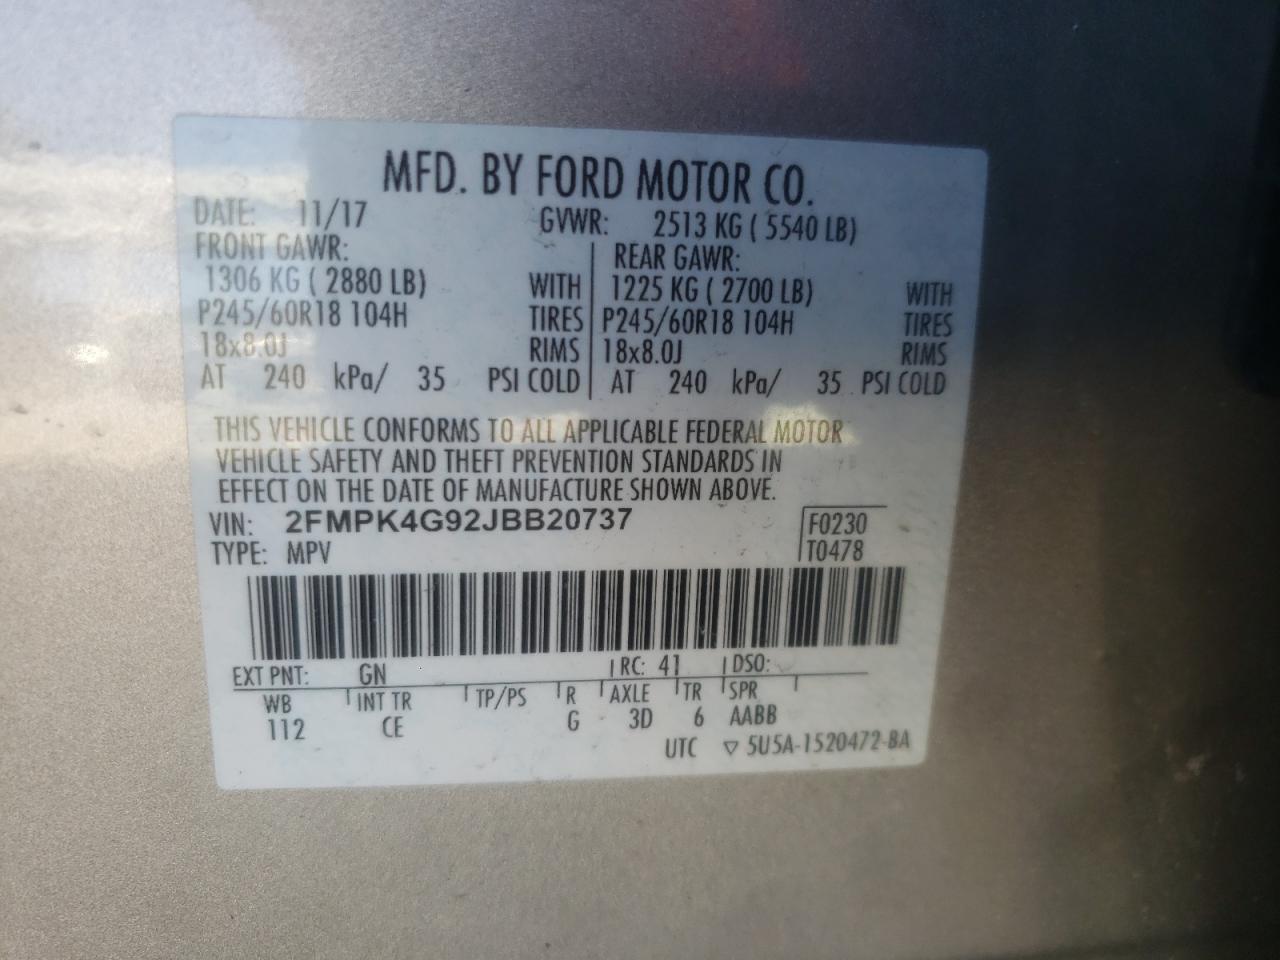 MFD. BY FORD MOTOR CO.
DATE: 11/17 GVWR: 2513 KG ( 5540 LB)
FRONT GAWR: REAR GAWR:
1306 KG ( 2880 LB) WITH 1225 KG ( 2700 LB) WITH
P245/60R18 104H TIRES P245/60R18 104H TIRES
18x8.0J RIMS 18x8.0J RIMS
AT 240 kPa/ 35 PSI COLD AT 240 kPa/ 35 PSI COLD
THIS VEHICLE CONFORMS TO ALL APPLICABLE FEDERAL MOTOR
VEHICLE SAFETY AND THEFT PREVENTION STANDARDS IN
EFFECT ON THE DATE OF MANUFACTURE SHOWN ABOVE.
VIN: 2FMPK4G92JBB20737 F0230
TYPE: MPV T0478
EXT PNT: GN RC: 41 DSO:
WB INT TR TP/PS R AXLE TR SPR
112 CE G 3D 6 AABB
UTC ▽ 5U5A-1520472-BA